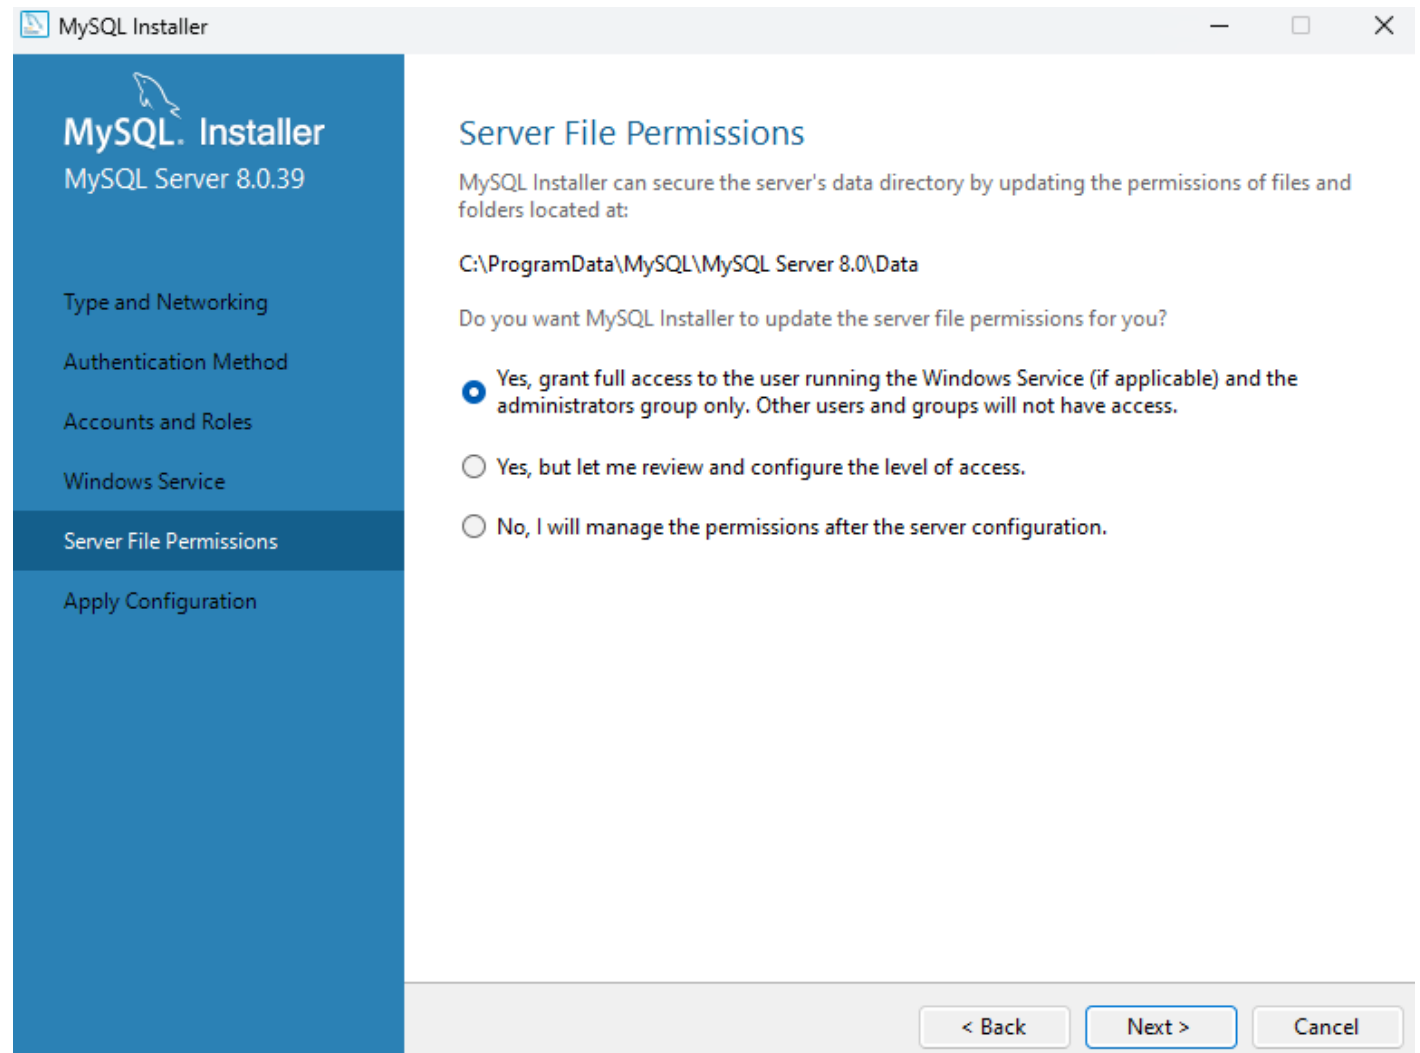 MySQL Installer
MySQL. Installer
MySQL Server 8.0.39
Type and Networking
Authentication Method
Accounts and Roles
Windows Service
Server File Permissions
Apply Configuration
Server File Permissions
MySQL Installer can secure the server's data directory by updating the permissions of files and
folders located at:
C:\ProgramData\MySQL\MySQL Server 8.0\Data
Do you want MySQL Installer to update the server file permissions for you?
Yes, grant full access to the user running the Windows Service (if applicable) and the
administrators group only. Other users and groups will not have access.
Yes, but let me review and configure the level of access.
No, I will manage the permissions after the server configuration.
< Back
Next >
Cancel